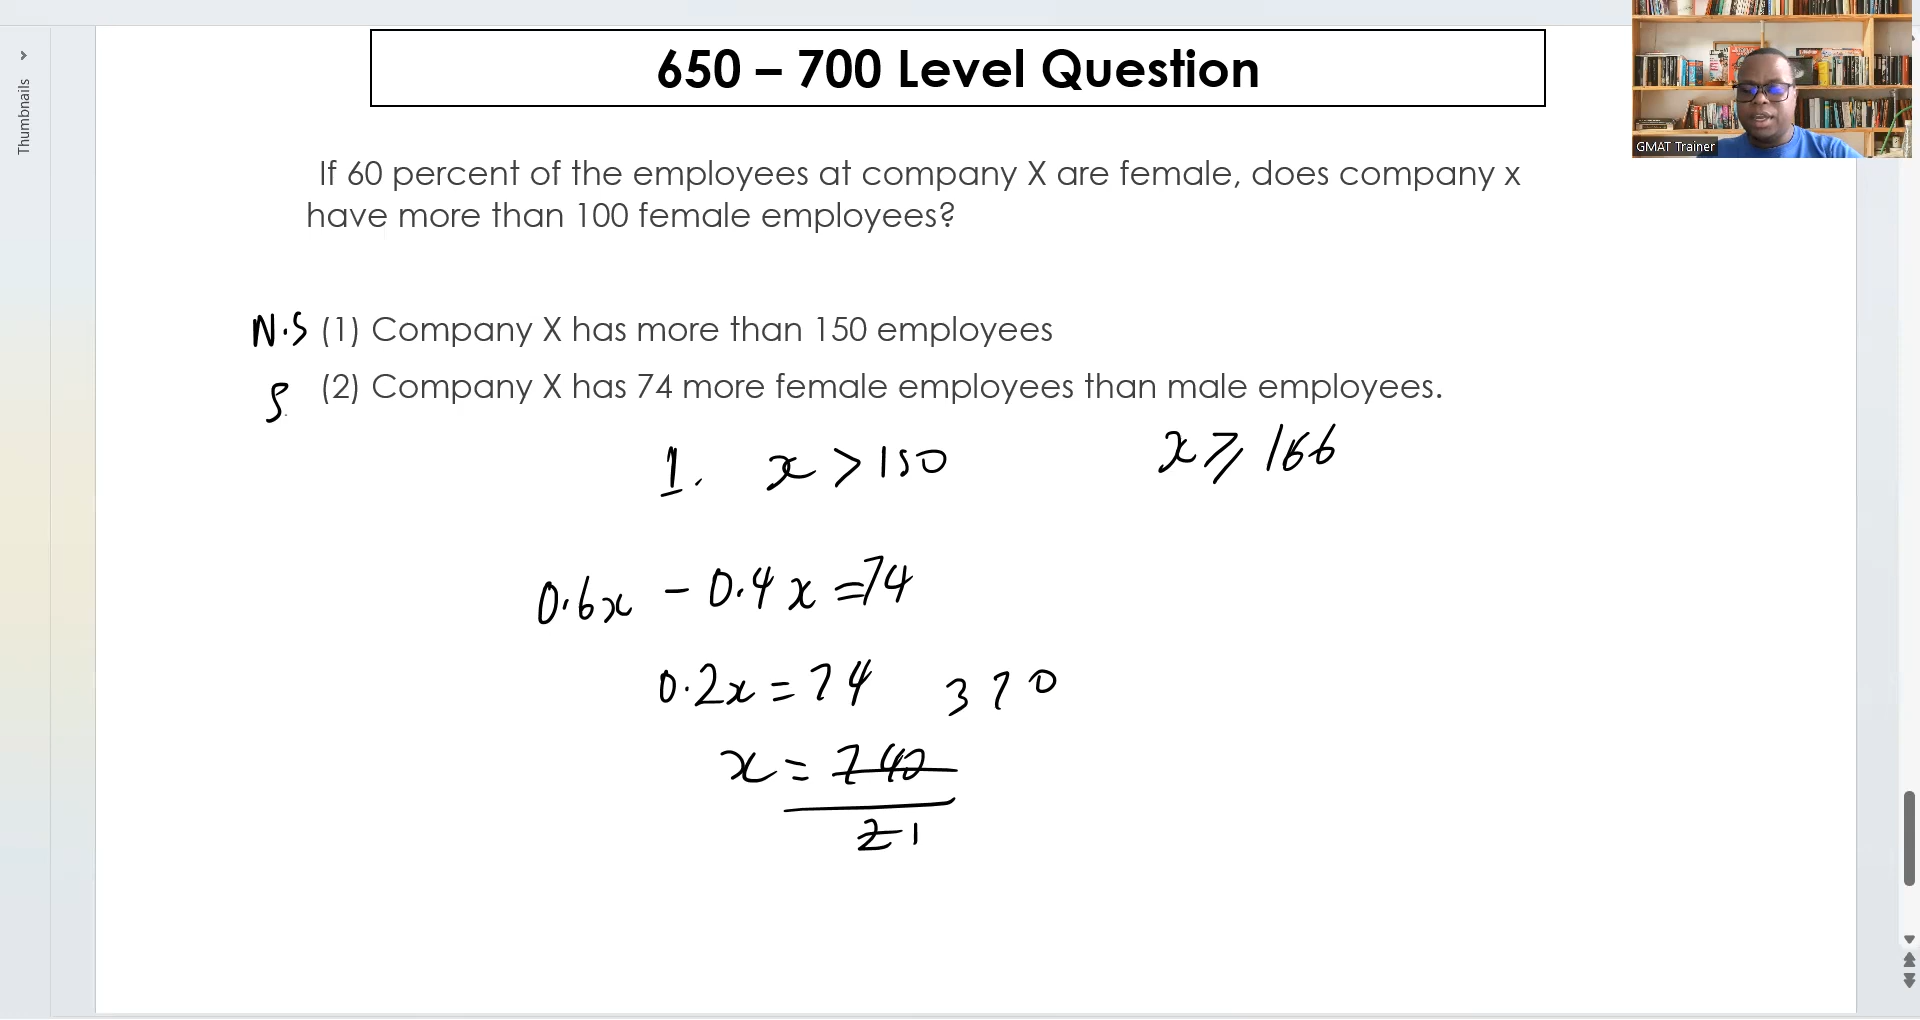 Thumbnails
650 – 700 Level Question
GMAT Trainer
If 60 percent of the employees at company X are female, does company x
have more than 100 female employees?
N.S (1) Company X has more than 150 employees
S (2) Company X has 74 more female employees than male employees.
1. x > 150
x ⩾ 166
0.6x - 0.4x = 74
0.2x = 74
370
x = 740
2 1